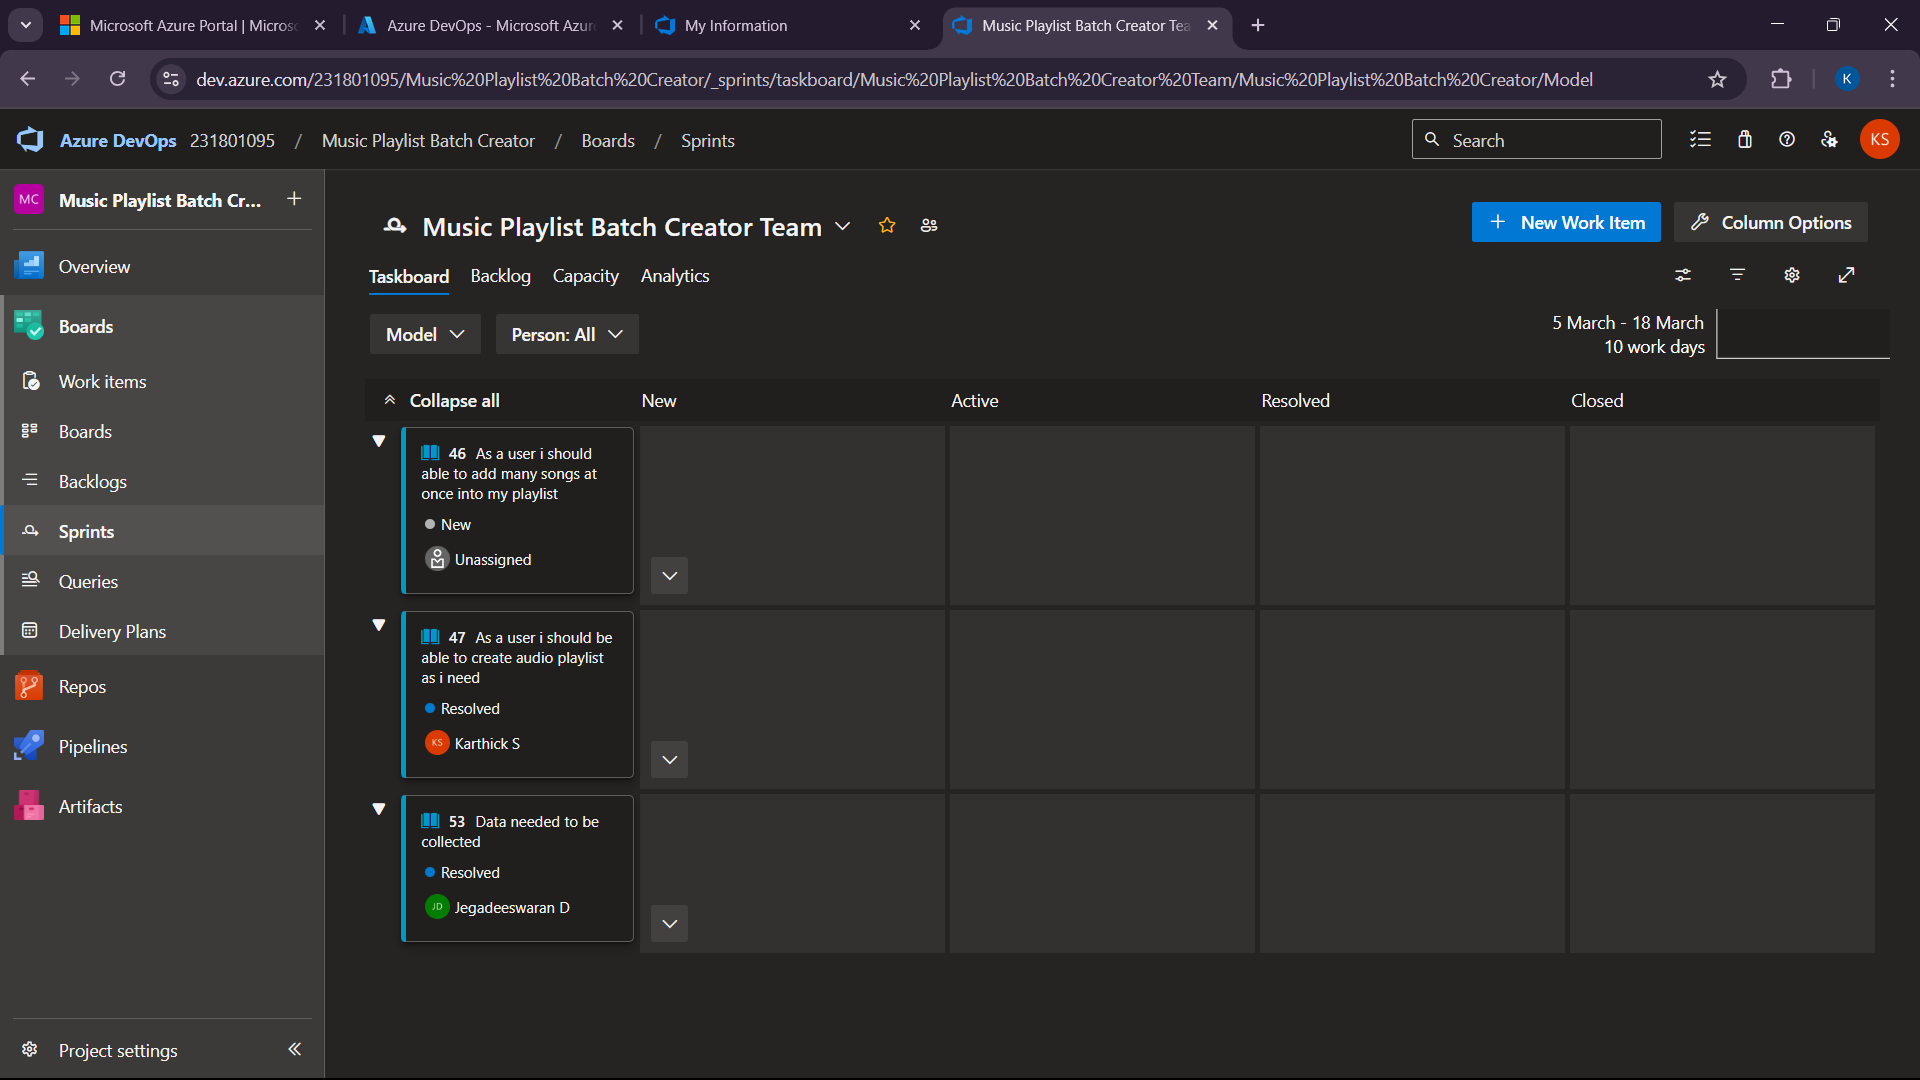 Microsoft Azure Portal | Micros
Azure DevOps - Microsoft Azur
My Information
Music Playlist Batch Creator Tea
dev.azure.com/231801095/Music%20Playlist%20Batch%20Creator/_sprints/taskboard/Music%20Playlist%20Batch%20Creator%20Team/Music%20Playlist%20Batch%20Creator/Model
K
Azure DevOps 231801095 / Music Playlist Batch Creator / Boards / Sprints
Search
KS
MC Music Playlist Batch Cr...
Overview
Boards
Work items
Boards
Backlogs
Sprints
Queries
Delivery Plans
Repos
Pipelines
Artifacts
Project settings
Music Playlist Batch Creator Team
New Work Item
Column Options
Taskboard Backlog Capacity Analytics
Model
Person: All
5 March - 18 March
10 work days
Collapse all New Active Resolved Closed
46 As a user i should
able to add many songs at
once into my playlist
New
Unassigned
47 As a user i should be
able to create audio playlist
as i need
Resolved
KS Karthick S
53 Data needed to be
collected
Resolved
JD Jegadeeswaran D